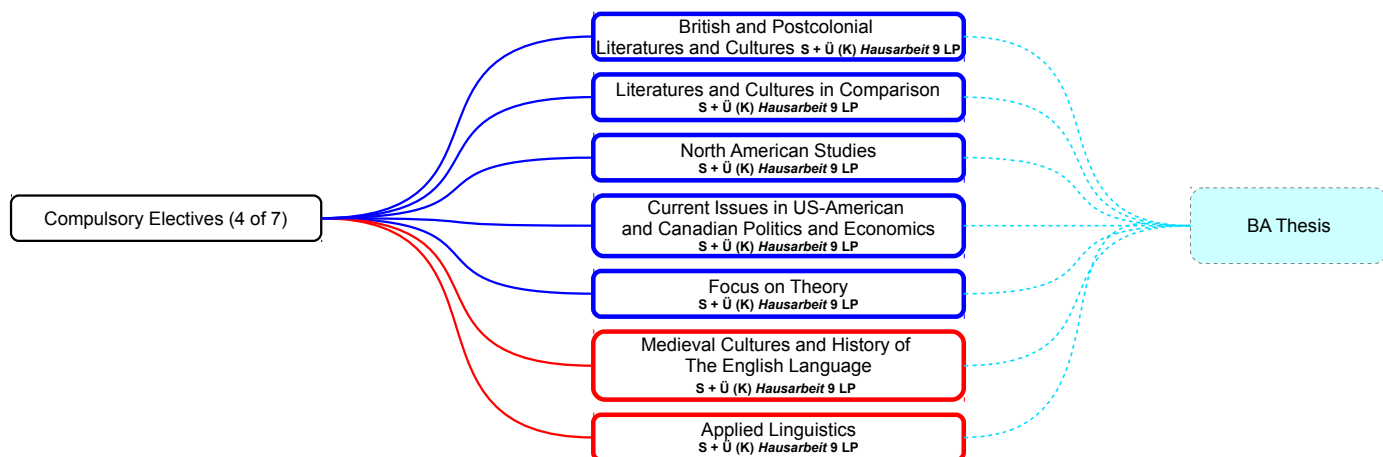 British and Postcolonial
Literatures and Cultures S + Ü (K) Hausarbeit 9 LP
Literatures and Cultures in Comparison
S + Ü (K) Hausarbeit 9 LP
North American Studies
S + Ü (K) Hausarbeit 9 LP
Compulsory Electives (4 of 7)
Current Issues in US-American
and Canadian Politics and Economics
S + Ü (K) Hausarbeit 9 LP
BA Thesis
Focus on Theory
S + Ü (K) Hausarbeit 9 LP
Medieval Cultures and History of
The English Language
S + Ü (K) Hausarbeit 9 LP
Applied Linguistics
S + Ü (K) Hausarbeit 9 LP